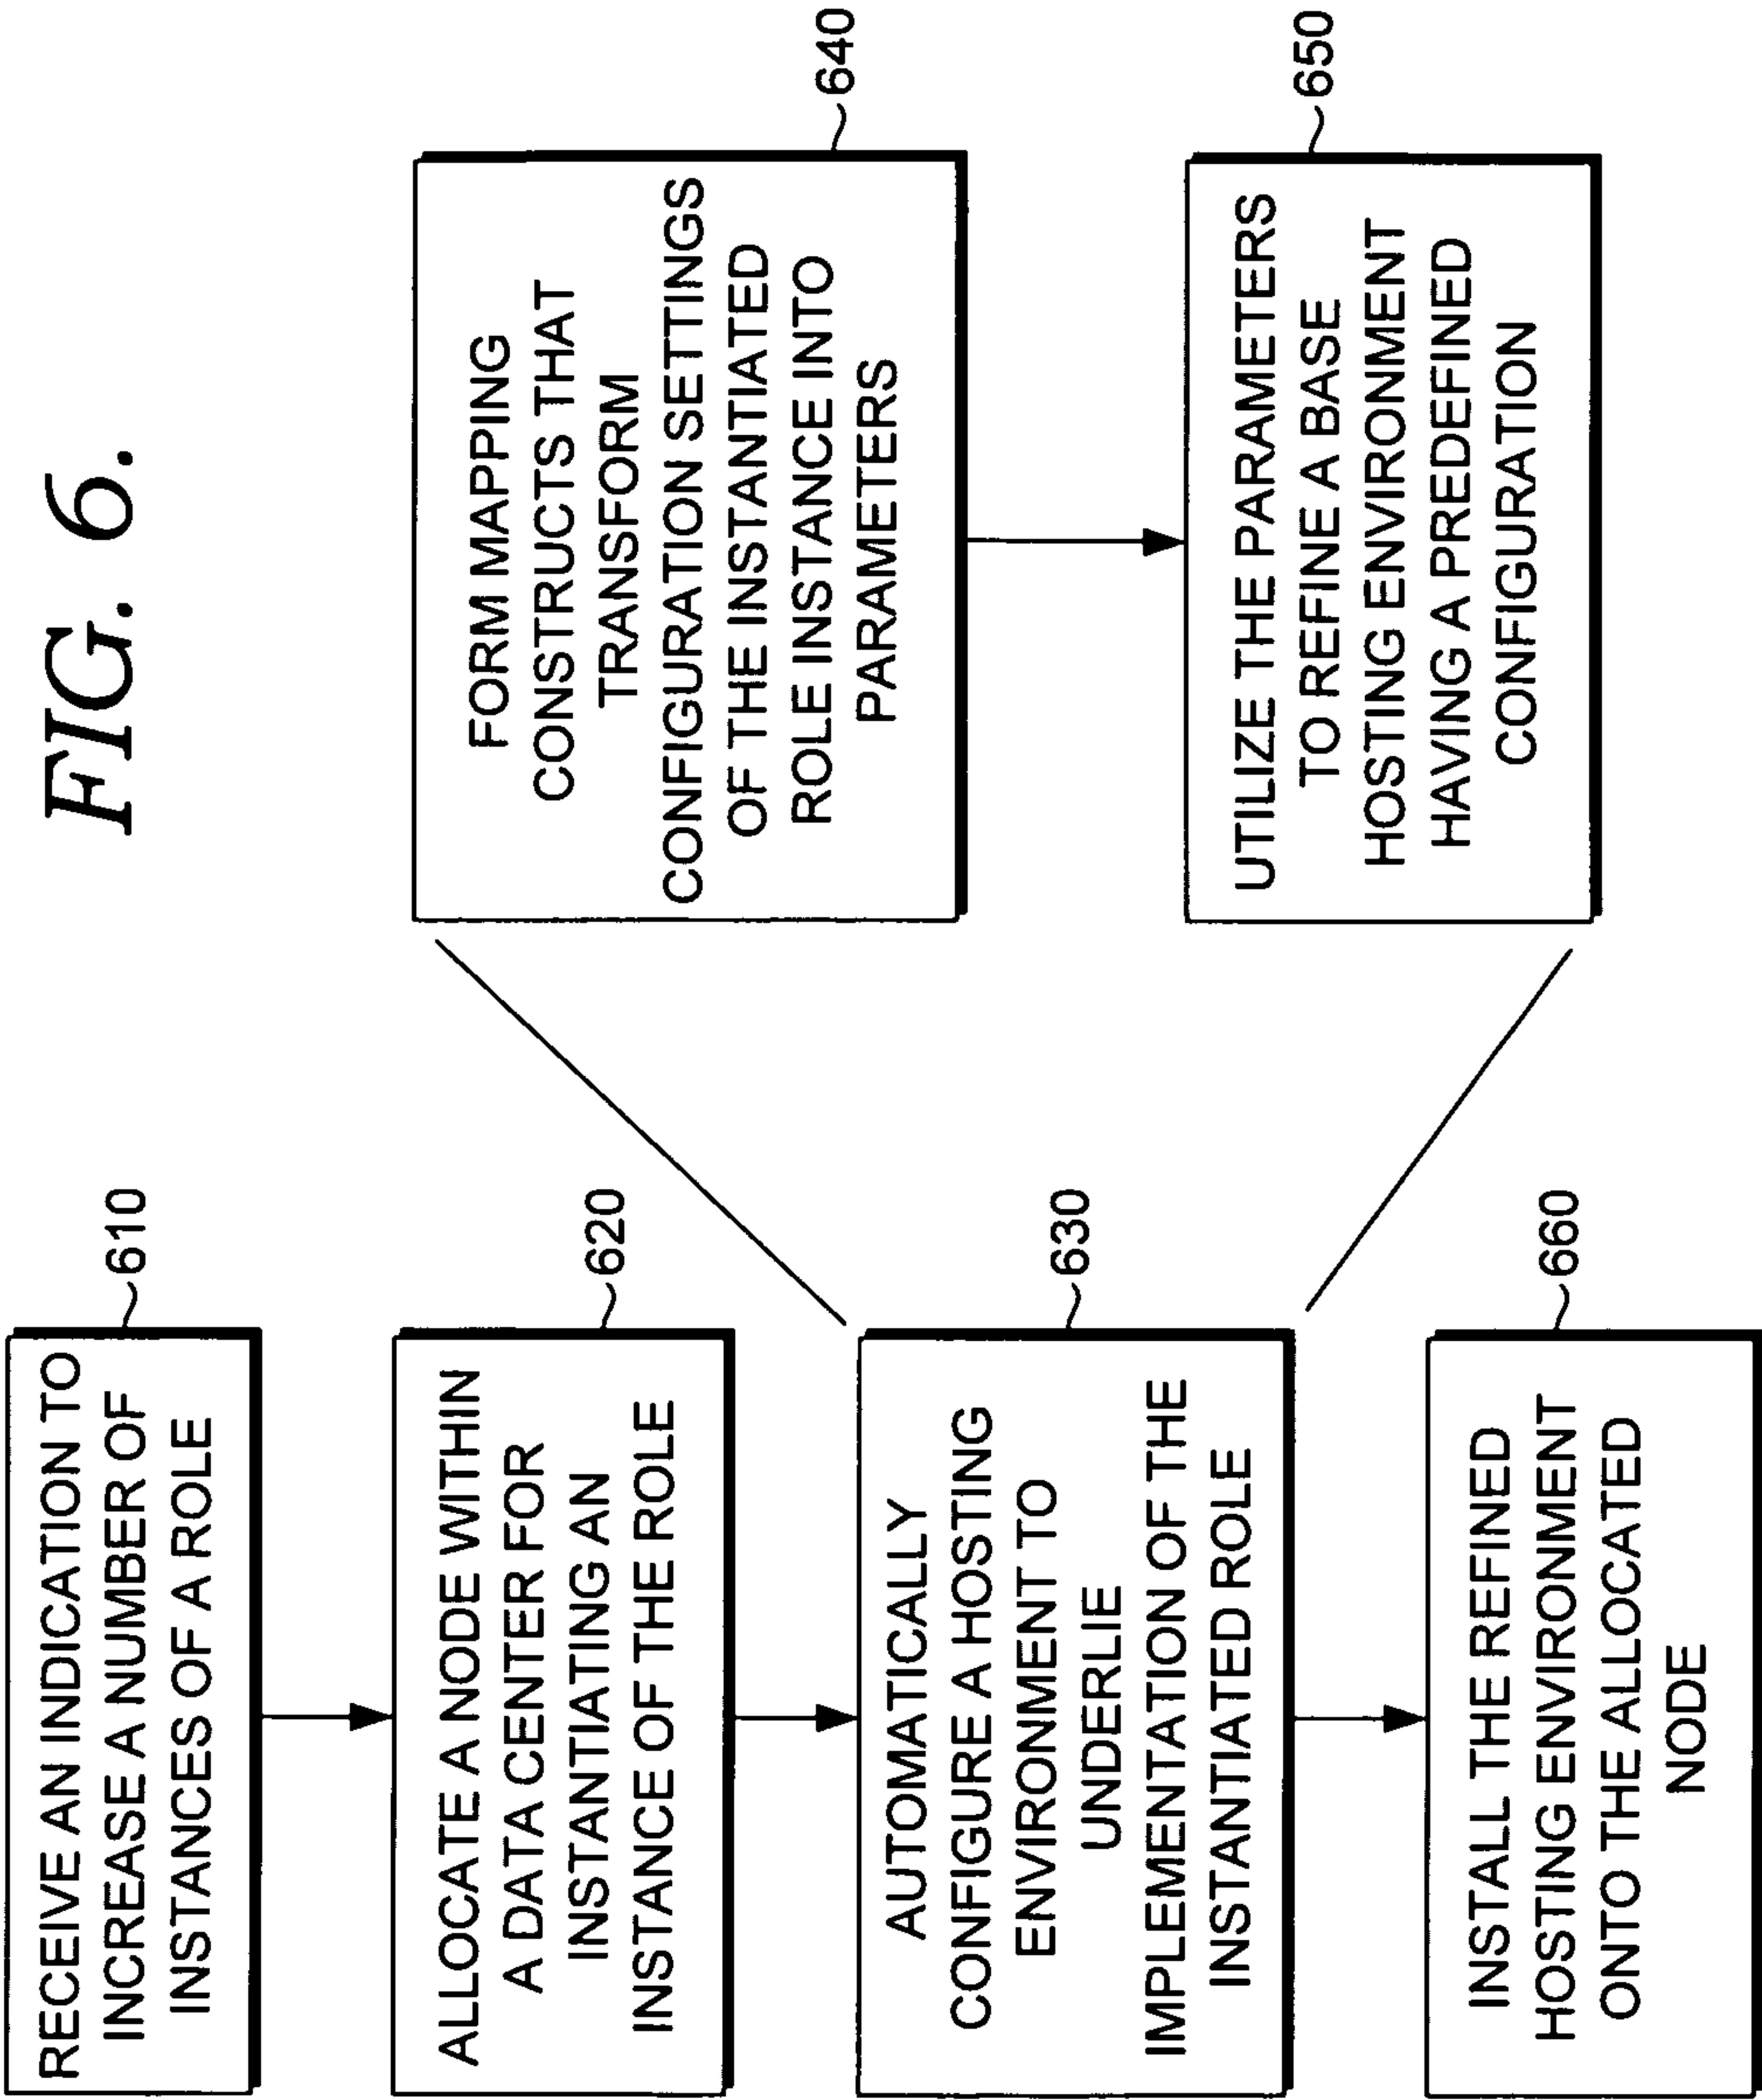 FIG. 6.
RECEIVE AN INDICATION TO
INCREASE A NUMBER OF
INSTANCES OF A ROLE
610
ALLOCATE A NODE WITHIN
A DATA CENTER FOR
INSTANTIATING AN
INSTANCE OF THE ROLE
620
AUTOMATICALLY
CONFIGURE A HOSTING
ENVIRONMENT TO
UNDERLIE
IMPLEMENTATION OF THE
INSTANTIATED ROLE
630
FORM MAPPING
CONSTRUCTS THAT
TRANSFORM
CONFIGURATION SETTINGS
OF THE INSTANTIATED
ROLE INSTANCE INTO
PARAMETERS
640
UTILIZE THE PARAMETERS
TO REFINE A BASE
HOSTING ENVIRONMENT
HAVING A PREDEFINED
CONFIGURATION
650
INSTALL THE REFINED
HOSTING ENVIRONMENT
ONTO THE ALLOCATED
NODE
660